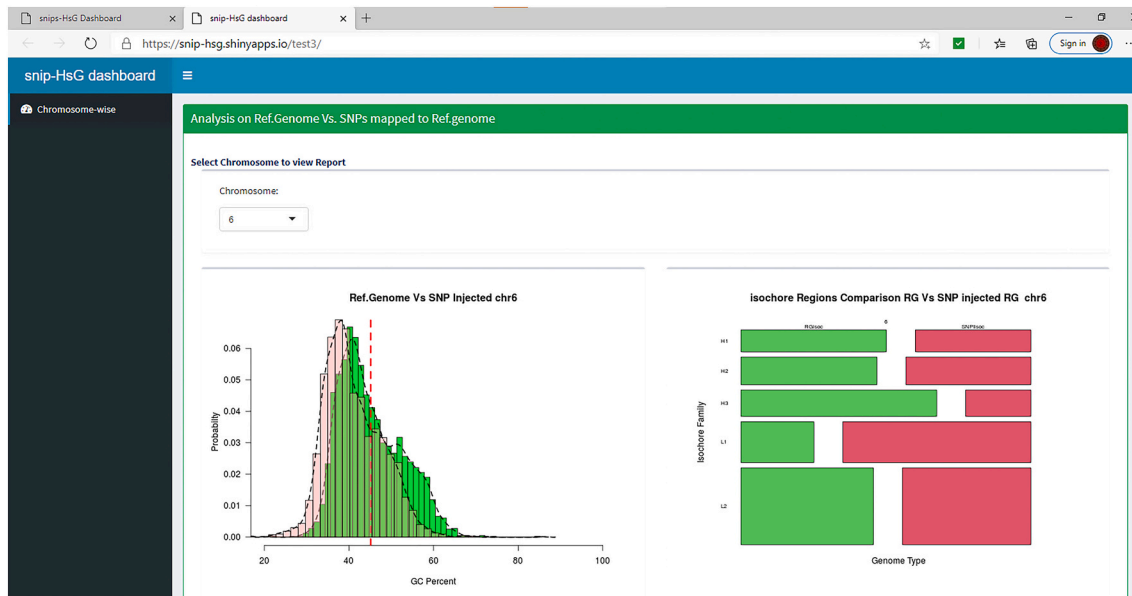 snips-HsG Dashboard
snip-HsG dashboard
https://snip-hsg.shinyapps.io/test3/
Sign in
snip-HsG dashboard
Chromosome-wise
Analysis on Ref.Genome Vs. SNPs mapped to Ref.genome
Select Chromosome to view Report
Chromosome:
6
Ref.Genome Vs SNP Injected chr6
Probability
0.06
0.05
0.04
0.03
0.02
0.01
0.00
20 40 60 80 100
GC Percent
isochore Regions Comparison RG Vs SNP injected RG chr6
6
RGisoc SNPIisoc
Isochore Family
H1
H2
H3
L1
L2
Genome Type